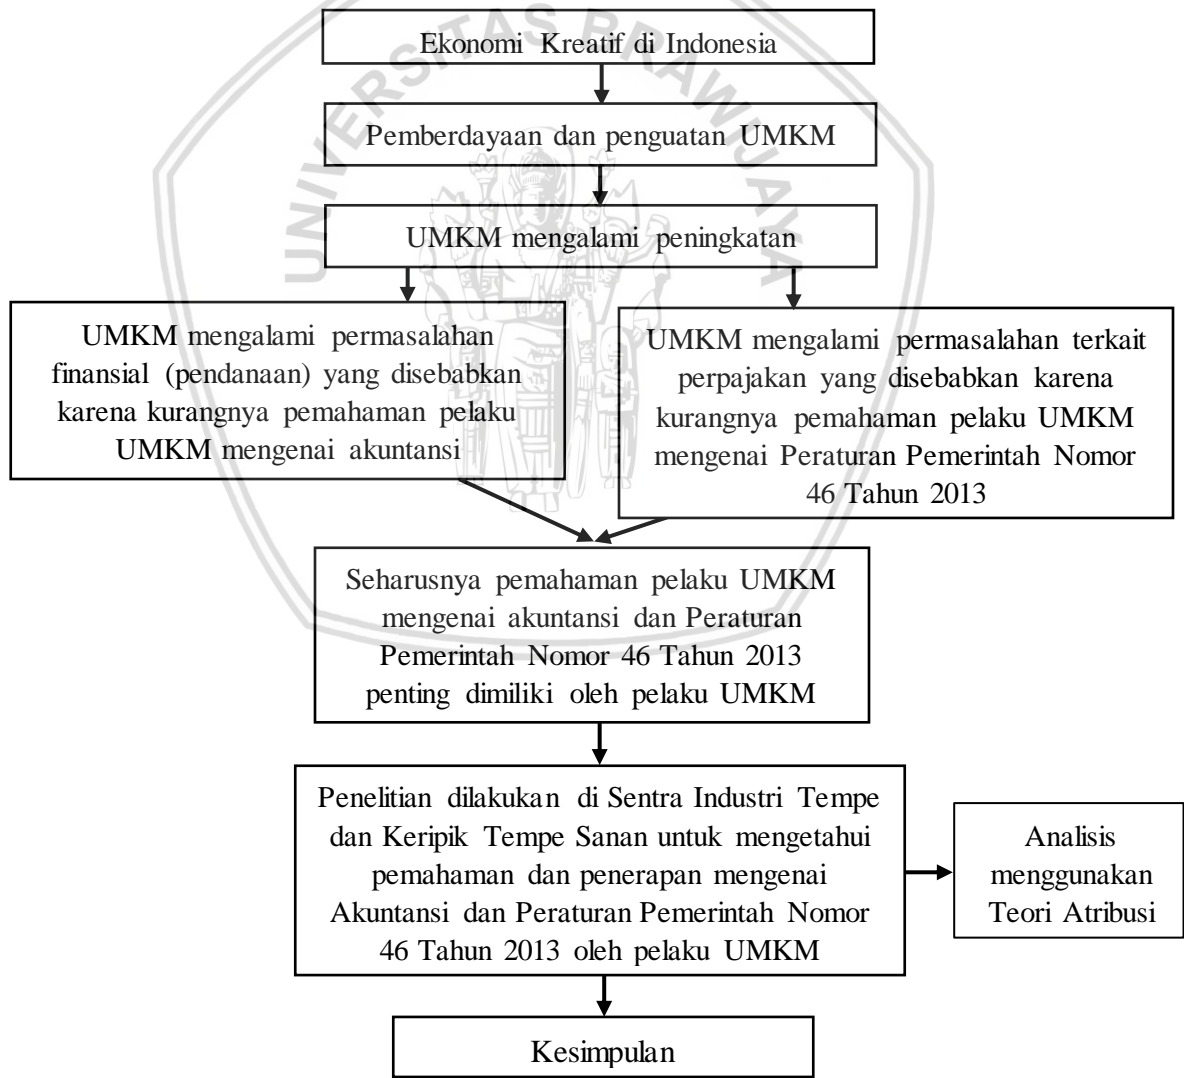 UNIVERSITAS BRAWIJAYA
Ekonomi Kreatif di Indonesia
Pemberdayaan dan penguatan UMKM
UMKM mengalami peningkatan
UMKM mengalami permasalahan
finansial (pendanaan) yang disebabkan
karena kurangnya pemahaman pelaku
UMKM mengenai akuntansi
UMKM mengalami permasalahan terkait
perpajakan yang disebabkan karena
kurangnya pemahaman pelaku UMKM
mengenai Peraturan Pemerintah Nomor
46 Tahun 2013
Seharusnya pemahaman pelaku UMKM
mengenai akuntansi dan Peraturan
Pemerintah Nomor 46 Tahun 2013
penting dimiliki oleh pelaku UMKM
Penelitian dilakukan di Sentra Industri Tempe
dan Keripik Tempe Sanan untuk mengetahui
pemahaman dan penerapan mengenai
Akuntansi dan Peraturan Pemerintah Nomor
46 Tahun 2013 oleh pelaku UMKM
Analisis
menggunakan
Teori Atribusi
Kesimpulan